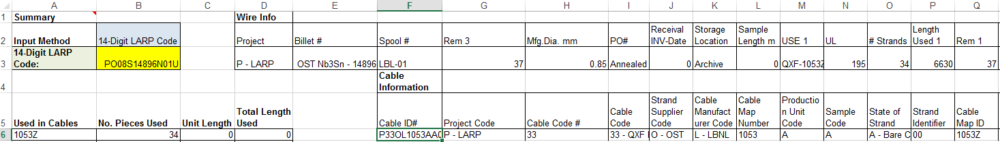 A B C D E F G H I J K L M N O P Q
1 Summary Wire Info
2 Input Method 14-Digit LARP Code Project Billet # Spool # Rem 3 Mfg.Dia. mm PO# Receival INV-Date Storage Location Sample Length m USE 1 UL # Strands Length Used 1 Rem 1
3 14-Digit LARP Code: PO08S14896N01U P - LARP OST Nb3Sn - 14896 LBL-01 37 0.85 Annealed 0 Archive 0 QXF-1053Z 195 34 6630 37
4 Cable Information
5 Used in Cables No. Pieces Used Unit Length Total Length Used Cable ID# Project Code Cable Code # Cable Code Strand Supplier Code Cable Manufact urer Code Cable Map Number Productio n Unit Code Sample Code State of Strand Strand Identifier Cable Map ID
6 1053Z 34 0 0 P33OL1053AA0 P - LARP 33 33 - QXF O - OST L - LBNL 1053 A A A - Bare C 00 1053Z